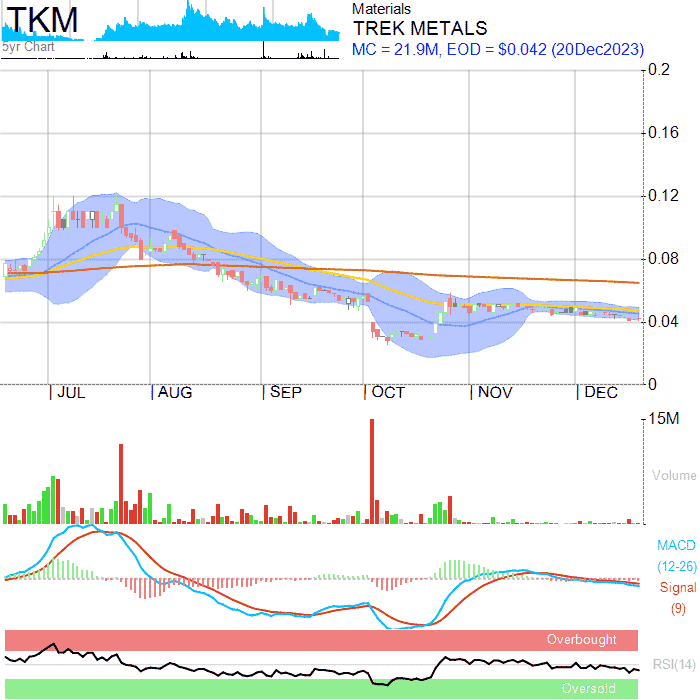 TKM
5yr Chart
Materials
TREK METALS
MC = 21.9M, EOD = $0.042 (20Dec2023)
0.2
0.16
0.12
0.08
0.04
0
JUL
AUG
SEP
OCT
NOV
DEC
15M
Volume
MACD
(12-26)
Signal
(9)
Overbought
RSI(14)
Oversold